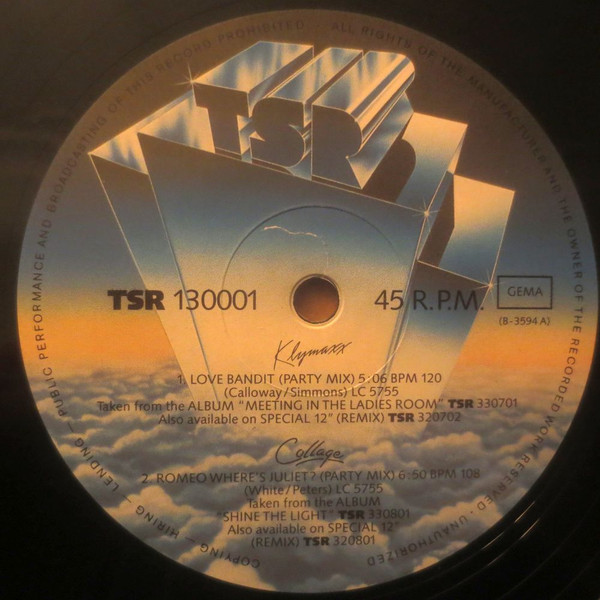 ALL RIGHTS OF THE MANUFACTURER AND THE OWNER OF THE RECORDED WORK RESERVED · UNAUTHORIZED
COPYING – HIRING – LENDING – PUBLIC PERFORMANCE AND BROADCASTING OF THIS RECORD PROHIBITED
TSR
TSR 130001
45 R.P.M.
GEMA
(B-3594 A)
Klymaxx
1. LOVE BANDIT (PARTY MIX) 5:06 BPM 120
(Calloway/Simmons) LC 5755
Taken from the ALBUM "MEETING IN THE LADIES ROOM" TSR 330701
Also available on SPECIAL 12" (REMIX) TSR 320702
Collage
2. ROMEO WHERE'S JULIET? (PARTY MIX) 6:50 BPM 108
(White/Peters) LC 5755
Taken from the ALBUM
"SHINE THE LIGHT" TSR 330801
Also available on SPECIAL 12"
(REMIX) TSR 320801